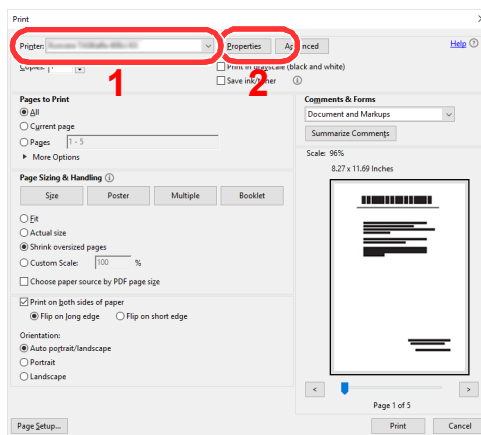 Print
Printer:
Properties
Advanced
Help
Copies: 1
Print in grayscale (black and white)
Save ink/toner
1
2
Pages to Print
All
Current page
Pages 1 - 5
More Options
Comments & Forms
Document and Markups
Summarize Comments
Page Sizing & Handling
Size Poster Multiple Booklet
Fit
Actual size
Shrink oversized pages
Custom Scale: 100 %
Choose paper source by PDF page size
Scale: 96%
8.27 x 11.69 Inches
Print on both sides of paper
Flip on long edge Flip on short edge
Orientation:
Auto portrait/landscape
Portrait
Landscape
< >
Page 1 of 5
Page Setup... Print Cancel